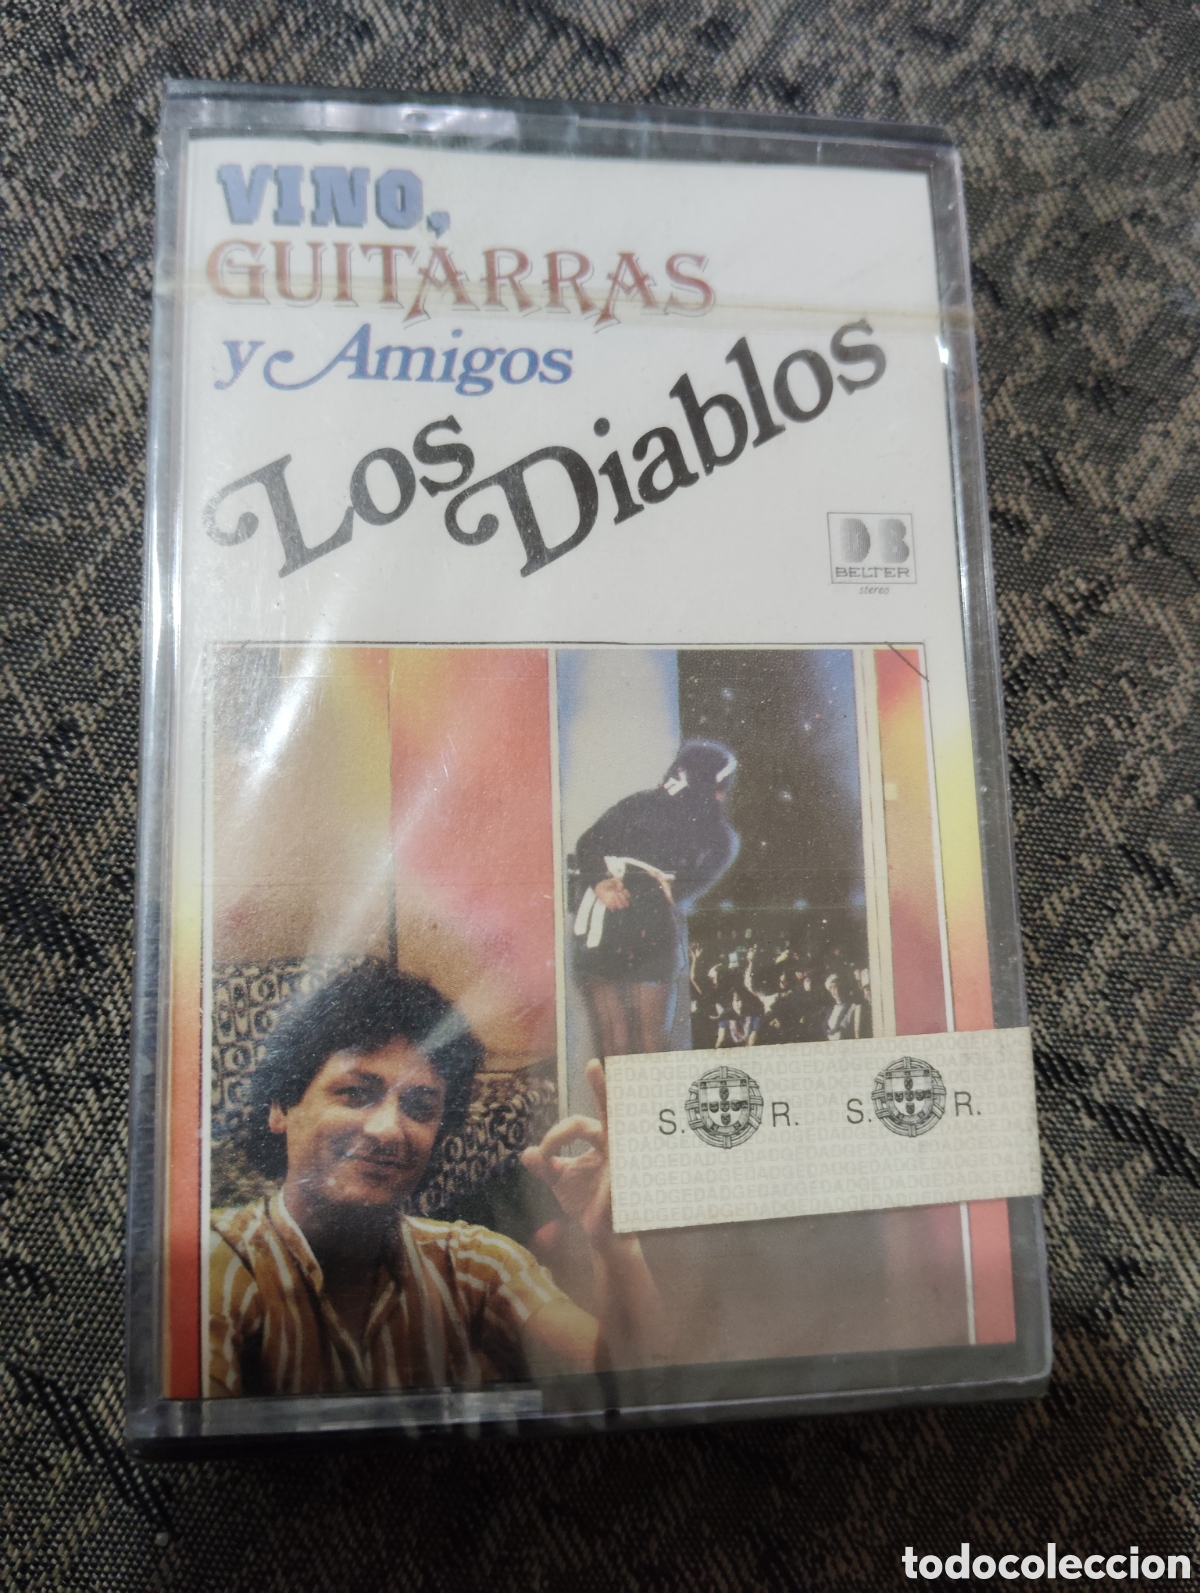 VINO,
GUITARRAS
y Amigos
Los Diablos
DB
BELTER
stereo
S. R. S. R.
todocoleccion